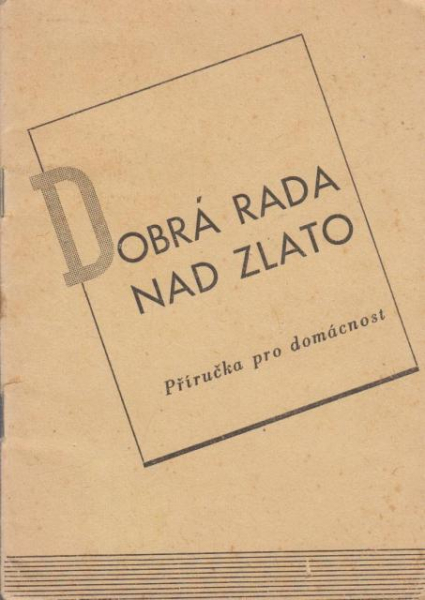 DOBRÁ RADA
NAD ZLATO
Příručka pro domácnost